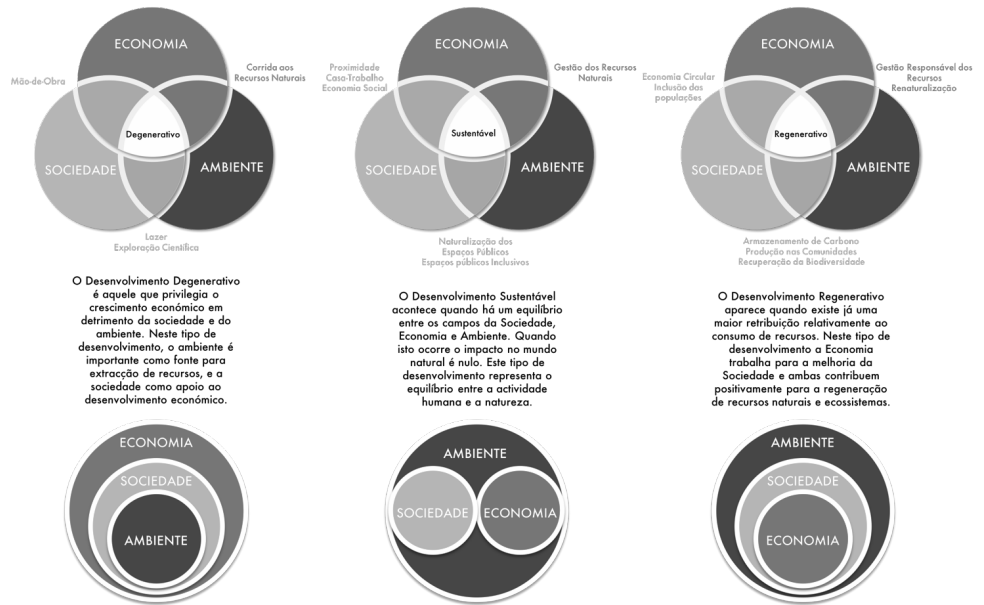 ECONOMIA
Mão-de-Obra
Corrida aos
Recursos Naturais
Degenerativo
SOCIEDADE
AMBIENTE
Lazer
Exploração Científica
O Desenvolvimento Degenerativo
é aquele que privilegia o
crescimento económico em
detrimento da sociedade e do
ambiente. Neste tipo de
desenvolvimento, o ambiente é
importante como fonte para
extracção de recursos, e a
sociedade como apoio ao
desenvolvimento económico.
ECONOMIA
SOCIEDADE
AMBIENTE
ECONOMIA
Proximidade
Casa-Trabalho
Economia Social
Gestão dos Recursos
Naturais
Sustentável
SOCIEDADE
AMBIENTE
Naturalização dos
Espaços Públicos
Espaços públicos Inclusivos
O Desenvolvimento Sustentável
acontece quando há um equilíbrio
entre os campos da Sociedade,
Economia e Ambiente. Quando
isto ocorre o impacto no mundo
natural é nulo. Este tipo de
desenvolvimento representa o
equilíbrio entre a actividade
humana e a natureza.
AMBIENTE
SOCIEDADE
ECONOMIA
ECONOMIA
Economia Circular
Inclusão das
populações
Gestão Responsável dos
Recursos
Renaturalização
Regenerativo
SOCIEDADE
AMBIENTE
Armazenamento de Carbono
Produção nas Comunidades
Recuperação da Biodiversidade
O Desenvolvimento Regenerativo
aparece quando existe já uma
maior retribuição relativamente ao
consumo de recursos. Neste tipo de
desenvolvimento a Economia
trabalha para a melhoria da
Sociedade e ambas contribuem
positivamente para a regeneração
de recursos naturais e ecossistemas.
AMBIENTE
SOCIEDADE
ECONOMIA